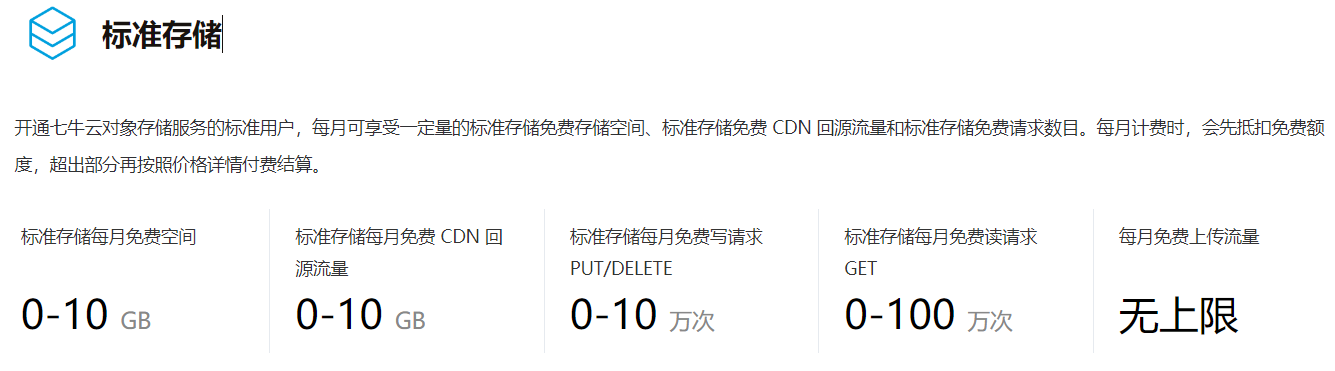 标准存储
开通七牛云对象存储服务的标准用户，每月可享受一定量的标准存储免费存储空间、标准存储免费 CDN 回源流量和标准存储免费请求数目。每月计费时，会先抵扣免费额
度，超出部分再按照价格详情付费结算。
标准存储每月免费空间
0-10 GB
标准存储每月免费 CDN 回
源流量
0-10 GB
标准存储每月免费写请求
PUT/DELETE
0-10 万次
标准存储每月免费读请求
GET
0-100 万次
每月免费上传流量
无上限